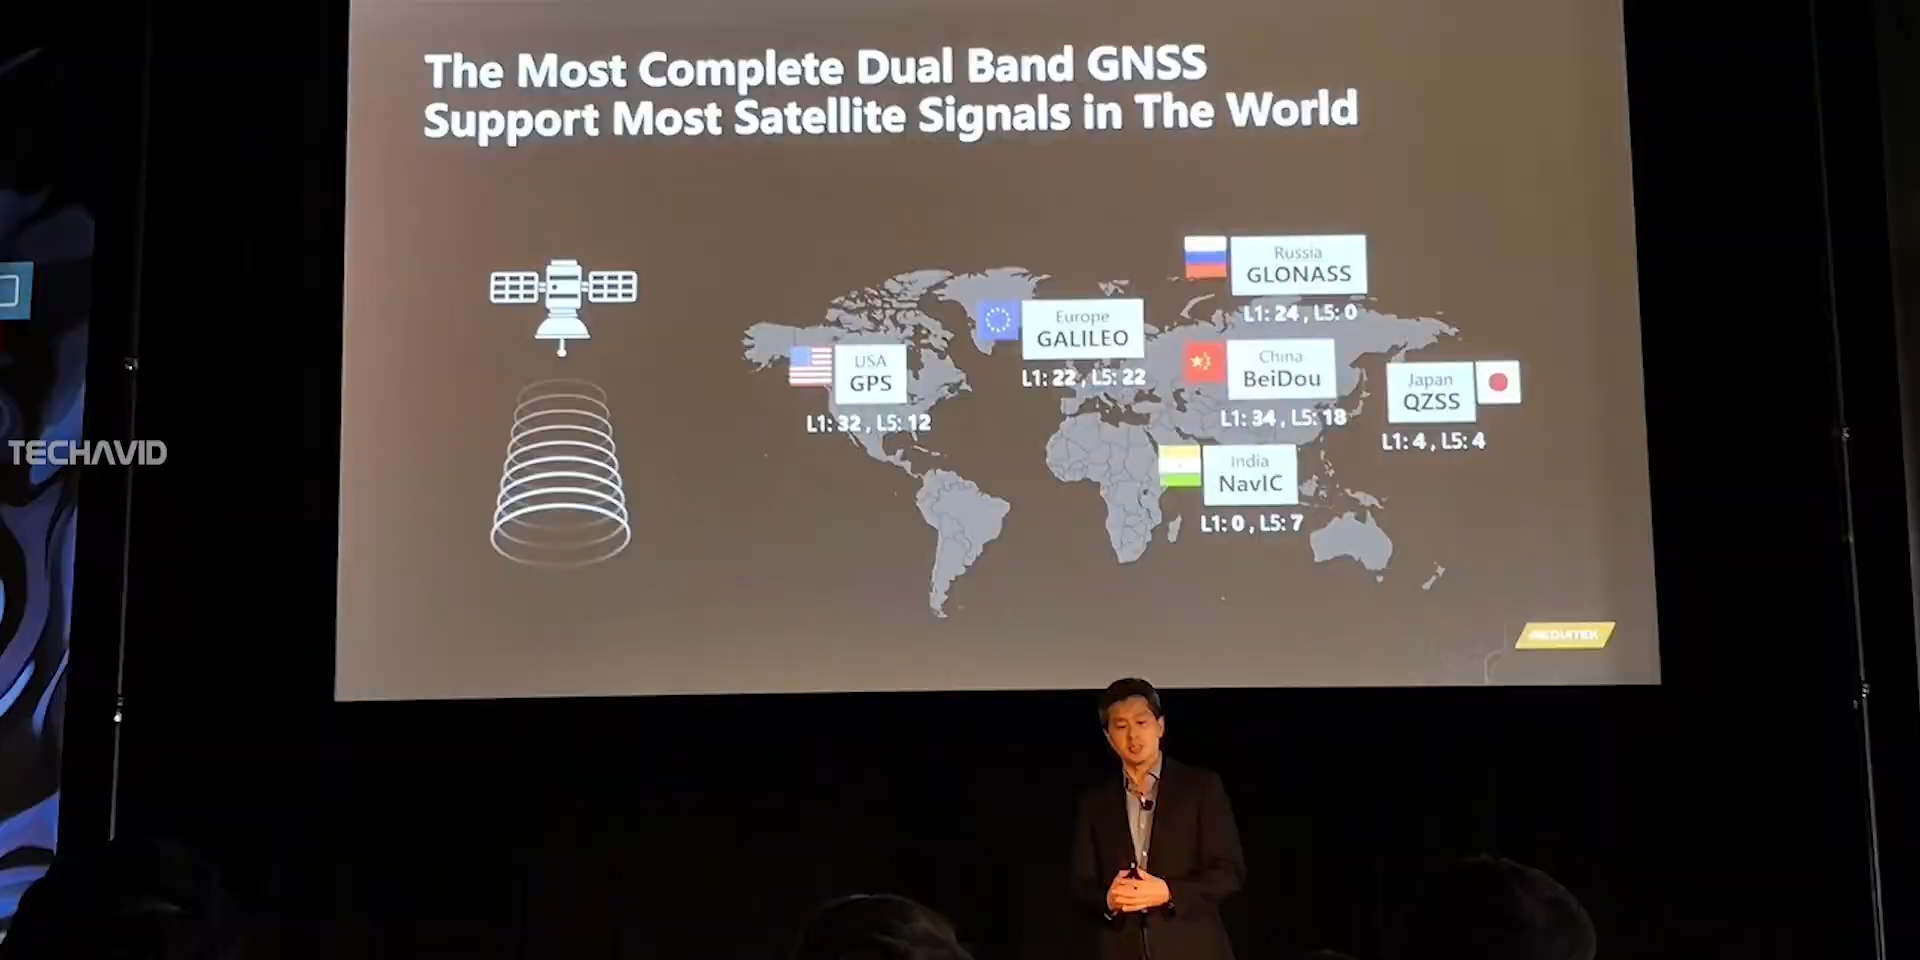 The Most Complete Dual Band GNSS
Support Most Satellite Signals in The World
Russia
GLONASS
L1: 24 , L5: 0
Europe
GALILEO
L1: 22 , L5: 22
USA
GPS
L1: 32 , L5: 12
China
BeiDou
L1: 34 , L5: 18
Japan
QZSS
L1: 4 , L5: 4
India
NavIC
L1: 0 , L5: 7
TECHAVID
MEDIATEK